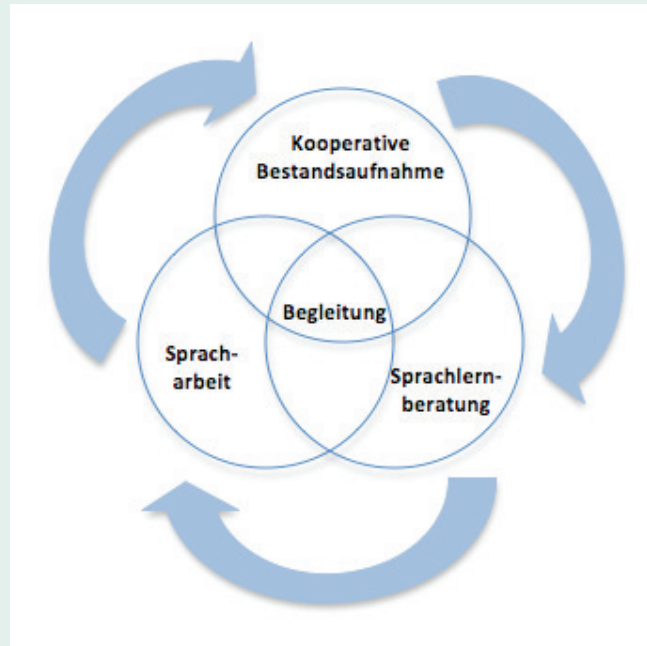 Kooperative
Bestandsaufnahme
Begleitung
Sprach-
arbeit
Sprachlern-
beratung